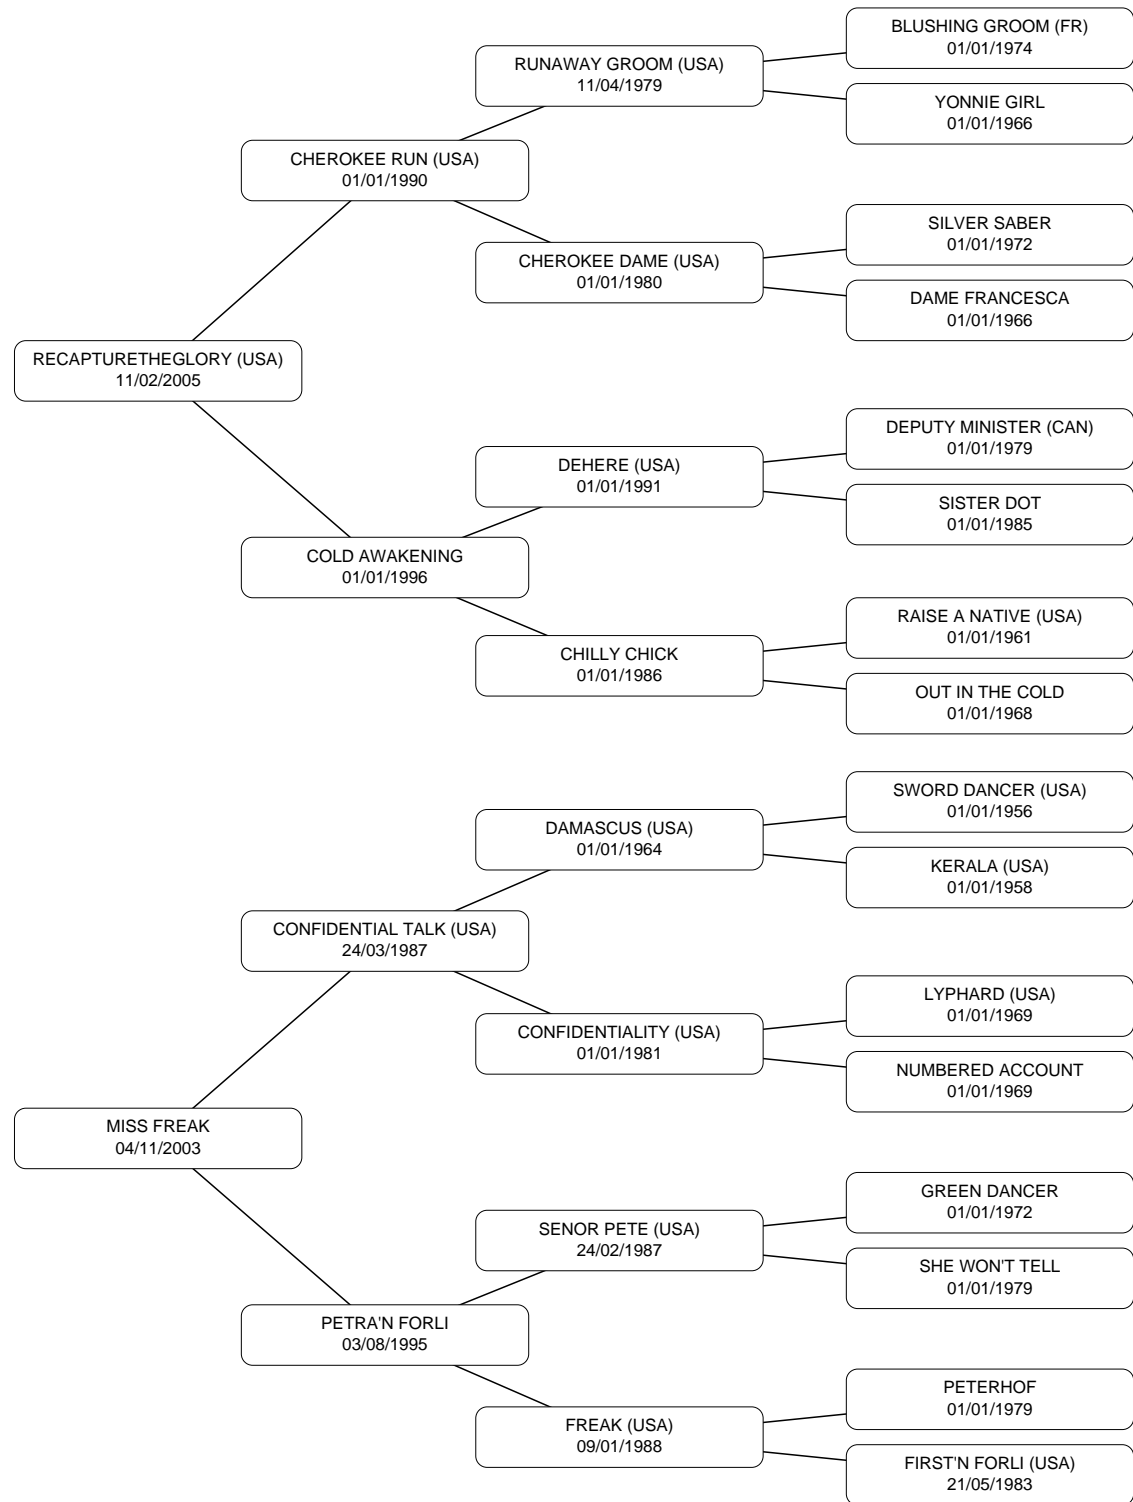 BLUSHING GROOM (FR)
01/01/1974
RUNAWAY GROOM (USA)
11/04/1979
YONNIE GIRL
01/01/1966
CHEROKEE RUN (USA)
01/01/1990
SILVER SABER
01/01/1972
CHEROKEE DAME (USA)
01/01/1980
DAME FRANCESCA
01/01/1966
RECAPTURETHEGLORY (USA)
11/02/2005
DEPUTY MINISTER (CAN)
01/01/1979
DEHERE (USA)
01/01/1991
SISTER DOT
01/01/1985
COLD AWAKENING
01/01/1996
RAISE A NATIVE (USA)
01/01/1961
CHILLY CHICK
01/01/1986
OUT IN THE COLD
01/01/1968
SWORD DANCER (USA)
01/01/1956
DAMASCUS (USA)
01/01/1964
KERALA (USA)
01/01/1958
CONFIDENTIAL TALK (USA)
24/03/1987
LYPHARD (USA)
01/01/1969
CONFIDENTIALITY (USA)
01/01/1981
NUMBERED ACCOUNT
01/01/1969
MISS FREAK
04/11/2003
GREEN DANCER
01/01/1972
SENOR PETE (USA)
24/02/1987
SHE WON'T TELL
01/01/1979
PETRA'N FORLI
03/08/1995
PETERHOF
01/01/1979
FREAK (USA)
09/01/1988
FIRST'N FORLI (USA)
21/05/1983